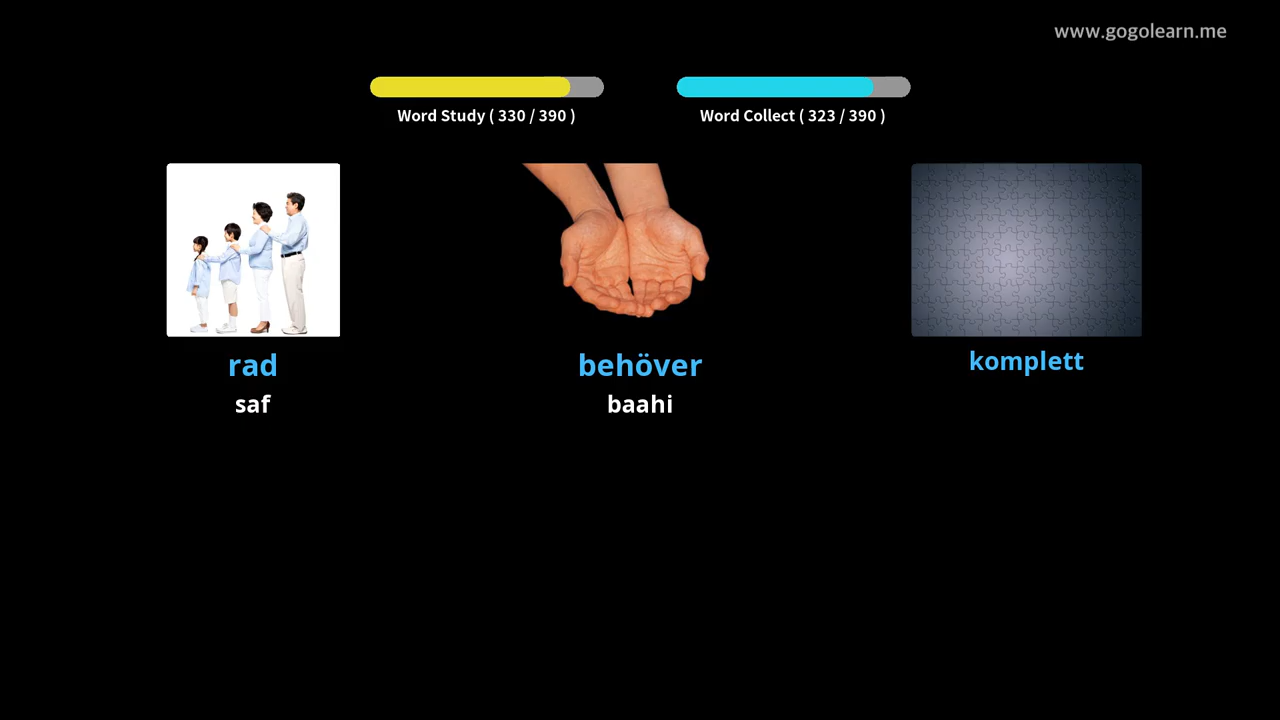 www.gogolearn.me
Word Study ( 330 / 390 )
Word Collect ( 323 / 390 )
rad
behöver
komplett
saf
baahi